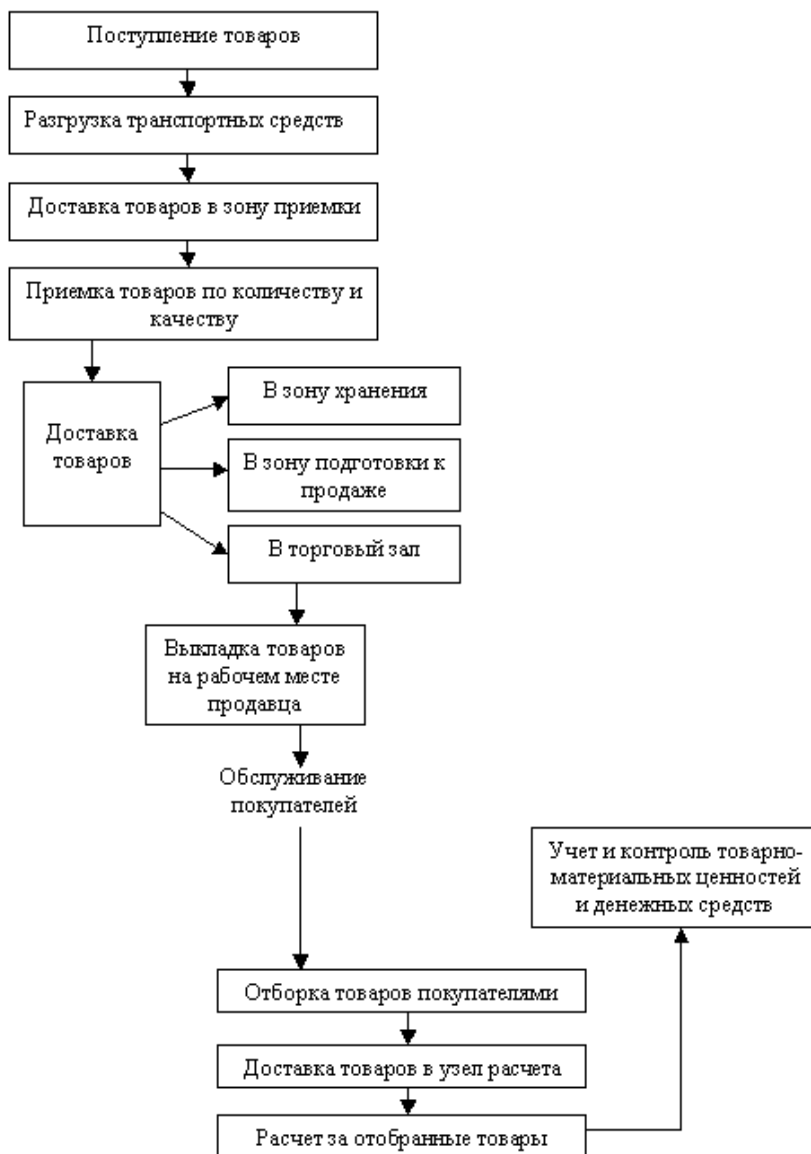 Поступление товаров
Разгрузка транспортных средств
Доставка товаров в зону приемки
Приемка товаров по количеству и
качеству
Доставка
товаров
В зону хранения
В зону подготовки к
продаже
В торговый зал
Выкладка товаров
на рабочем месте
продавца
Обслуживание
покупателей
Учет и контроль товарно-
материальных ценностей
и денежных средств
Отборка товаров покупателями
Доставка товаров в узел расчета
Расчет за отобранные товары